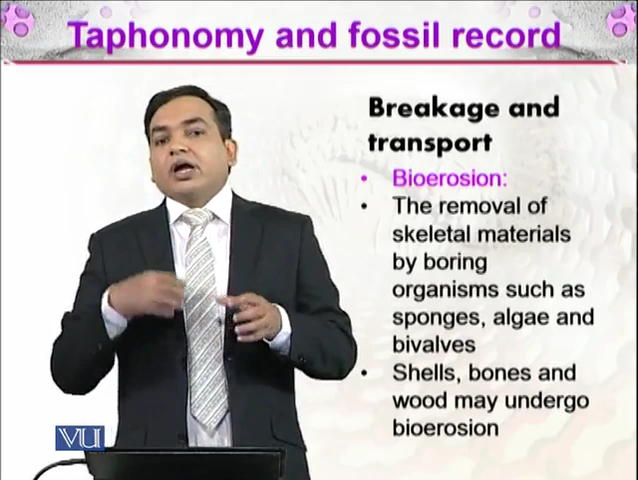 Taphonomy and fossil record
Breakage and
transport
• Bioerosion:
• The removal of
skeletal materials
by boring
organisms such as
sponges, algae and
bivalves
• Shells, bones and
wood may undergo
bioerosion
VU